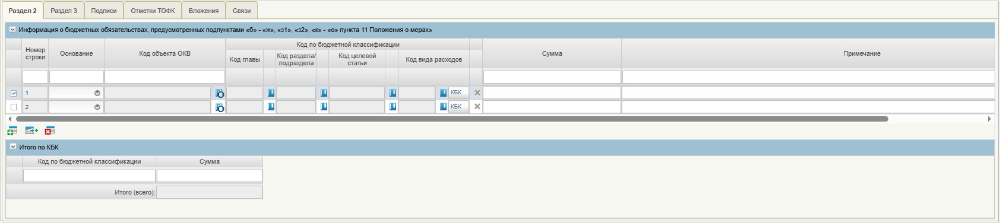 Раздел 2 Раздел 3 Подписи Отметки ТОФК Вложения Связи
Информация о бюджетных обязательствах, предусмотренных подпунктами «б» - «ж», «з1», «з2», «к» - «о» пункта 11 Положения о мерах»
Номер строки Основание Код объекта ОКВ Код по бюджетной классификации Сумма Примечание
Код главы Код раздела/ подраздела Код целевой статьи Код вида расходов
1 КБК
2 КБК
Итого по КБК
Код по бюджетной классификации Сумма
Итого (всего):